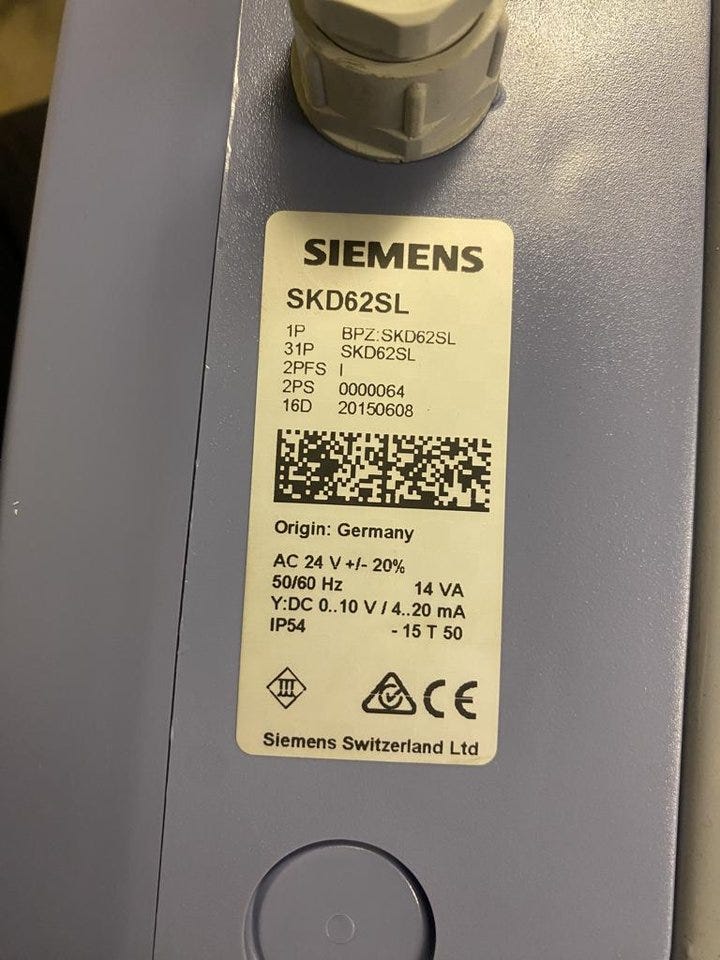 SIEMENS
SKD62SL
1P BPZ:SKD62SL
31P SKD62SL
2PFS I
2PS 0000064
16D 20150608
Origin: Germany
AC 24 V +/- 20%
50/60 Hz 14 VA
Y:DC 0..10 V / 4..20 mA
IP54 - 15 T 50
III
CE
Siemens Switzerland Ltd